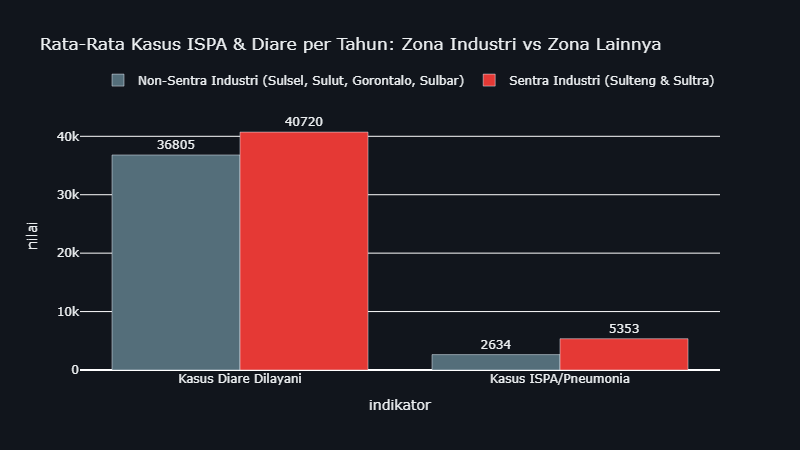 Rata-Rata Kasus ISPA & Diare per Tahun: Zona Industri vs Zona Lainnya
Non-Sentra Industri (Sulsel, Sulut, Gorontalo, Sulbar)
Sentra Industri (Sulteng & Sultra)
40k
30k
20k
10k
0
nilai
36805
40720
2634
5353
Kasus Diare Dilayani
Kasus ISPA/Pneumonia
indikator